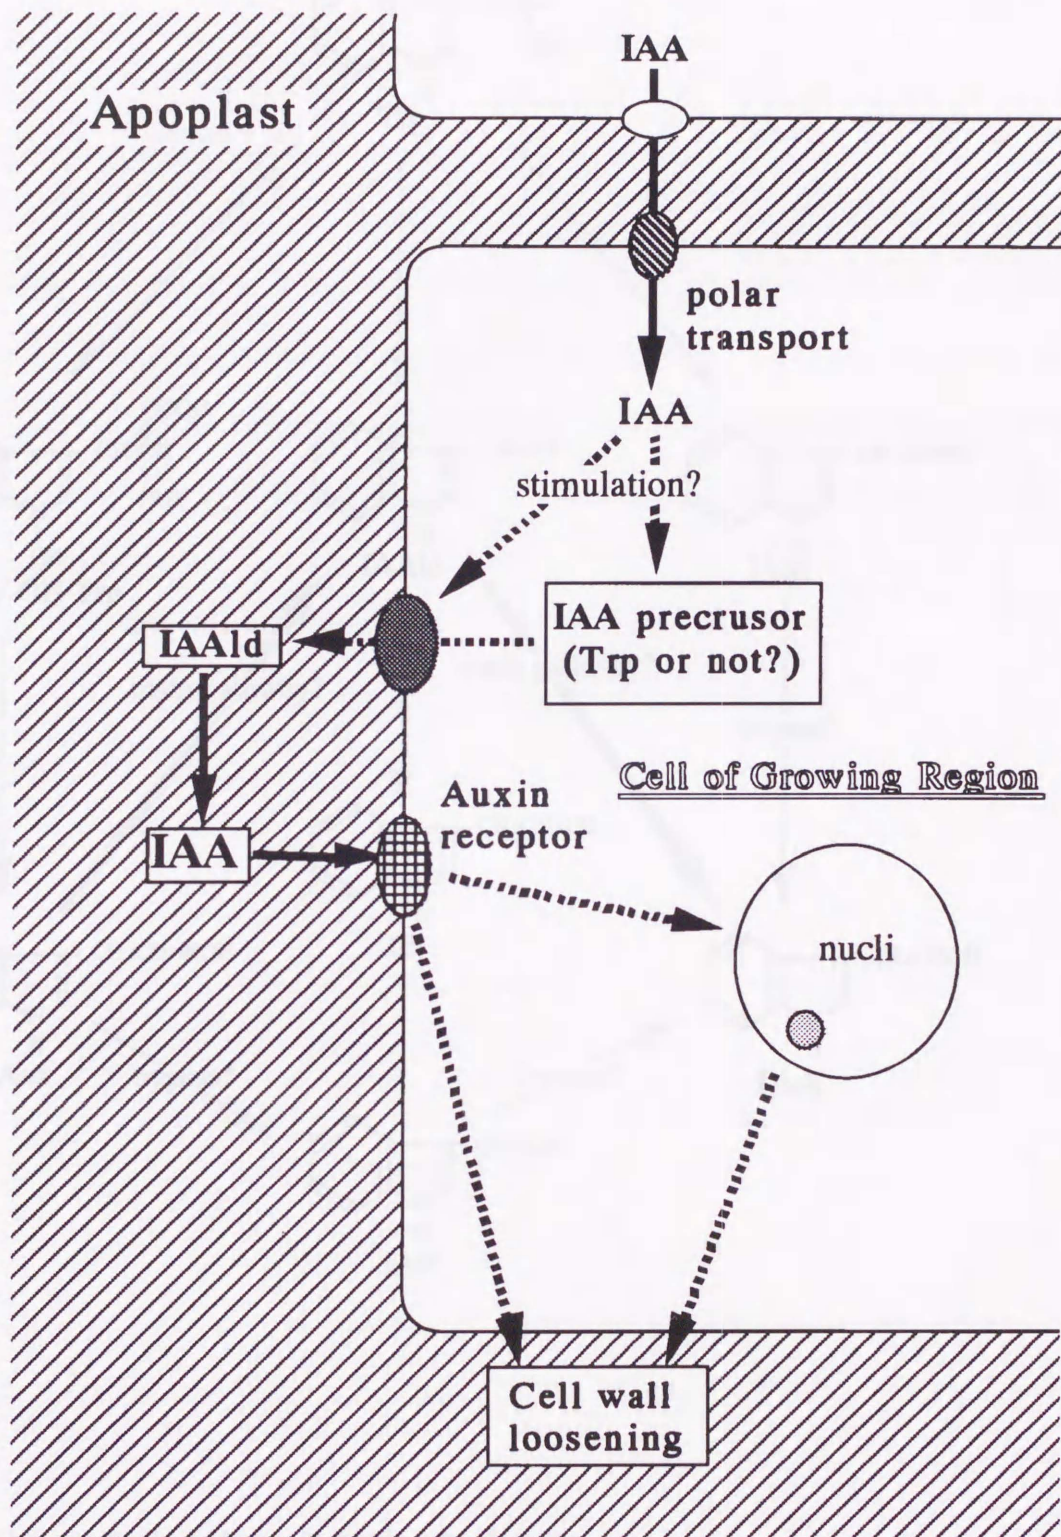 IAA
Apoplast
polar
transport
IAA
stimulation?
IAA precrusor
(Trp or not?)
IAAld
Cell of Growing Region
Auxin
receptor
IAA
nucli
Cell wall
loosening